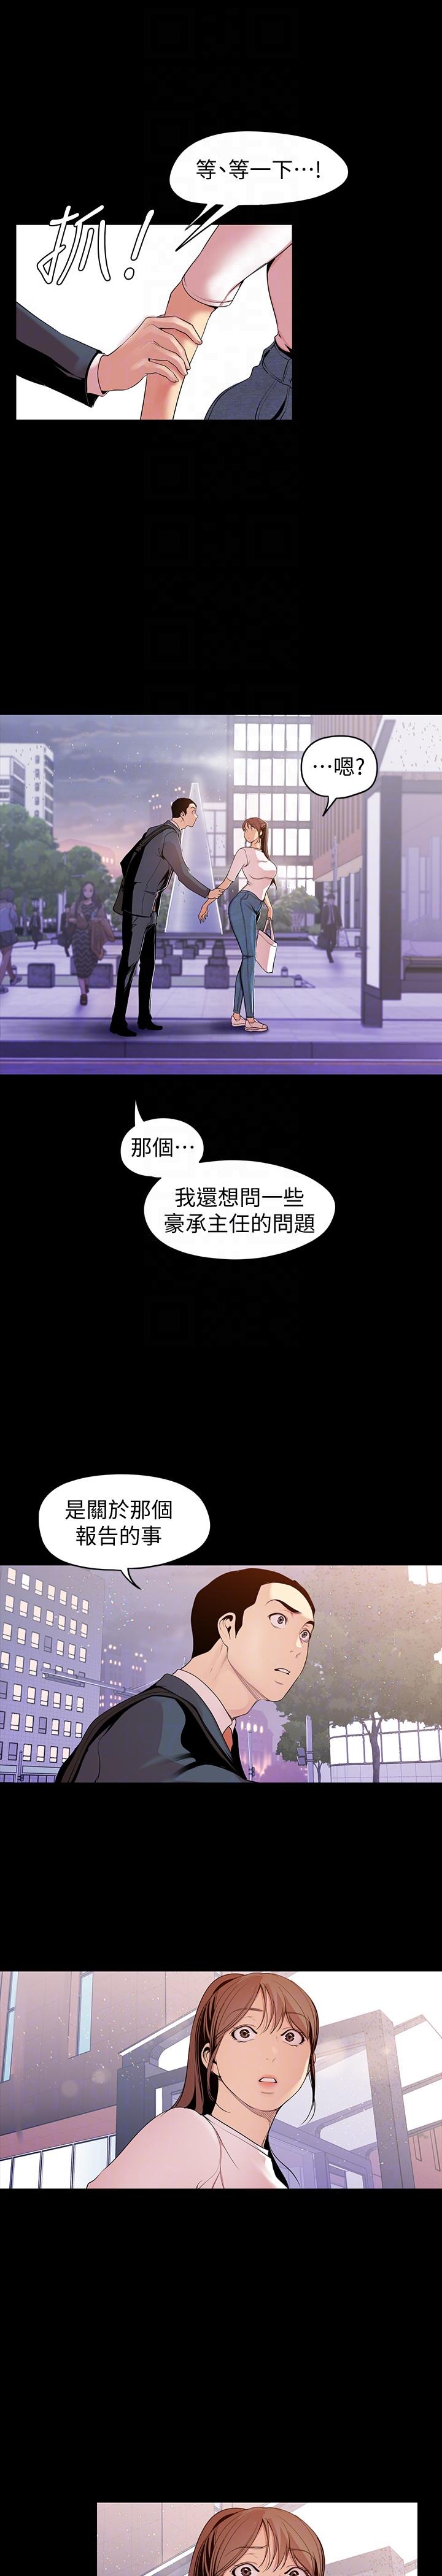 等、等一下⋯!
抓!
⋯嗯?
那個⋯
我還想問一些
豪承主任的問題
是關於那個
報告的事